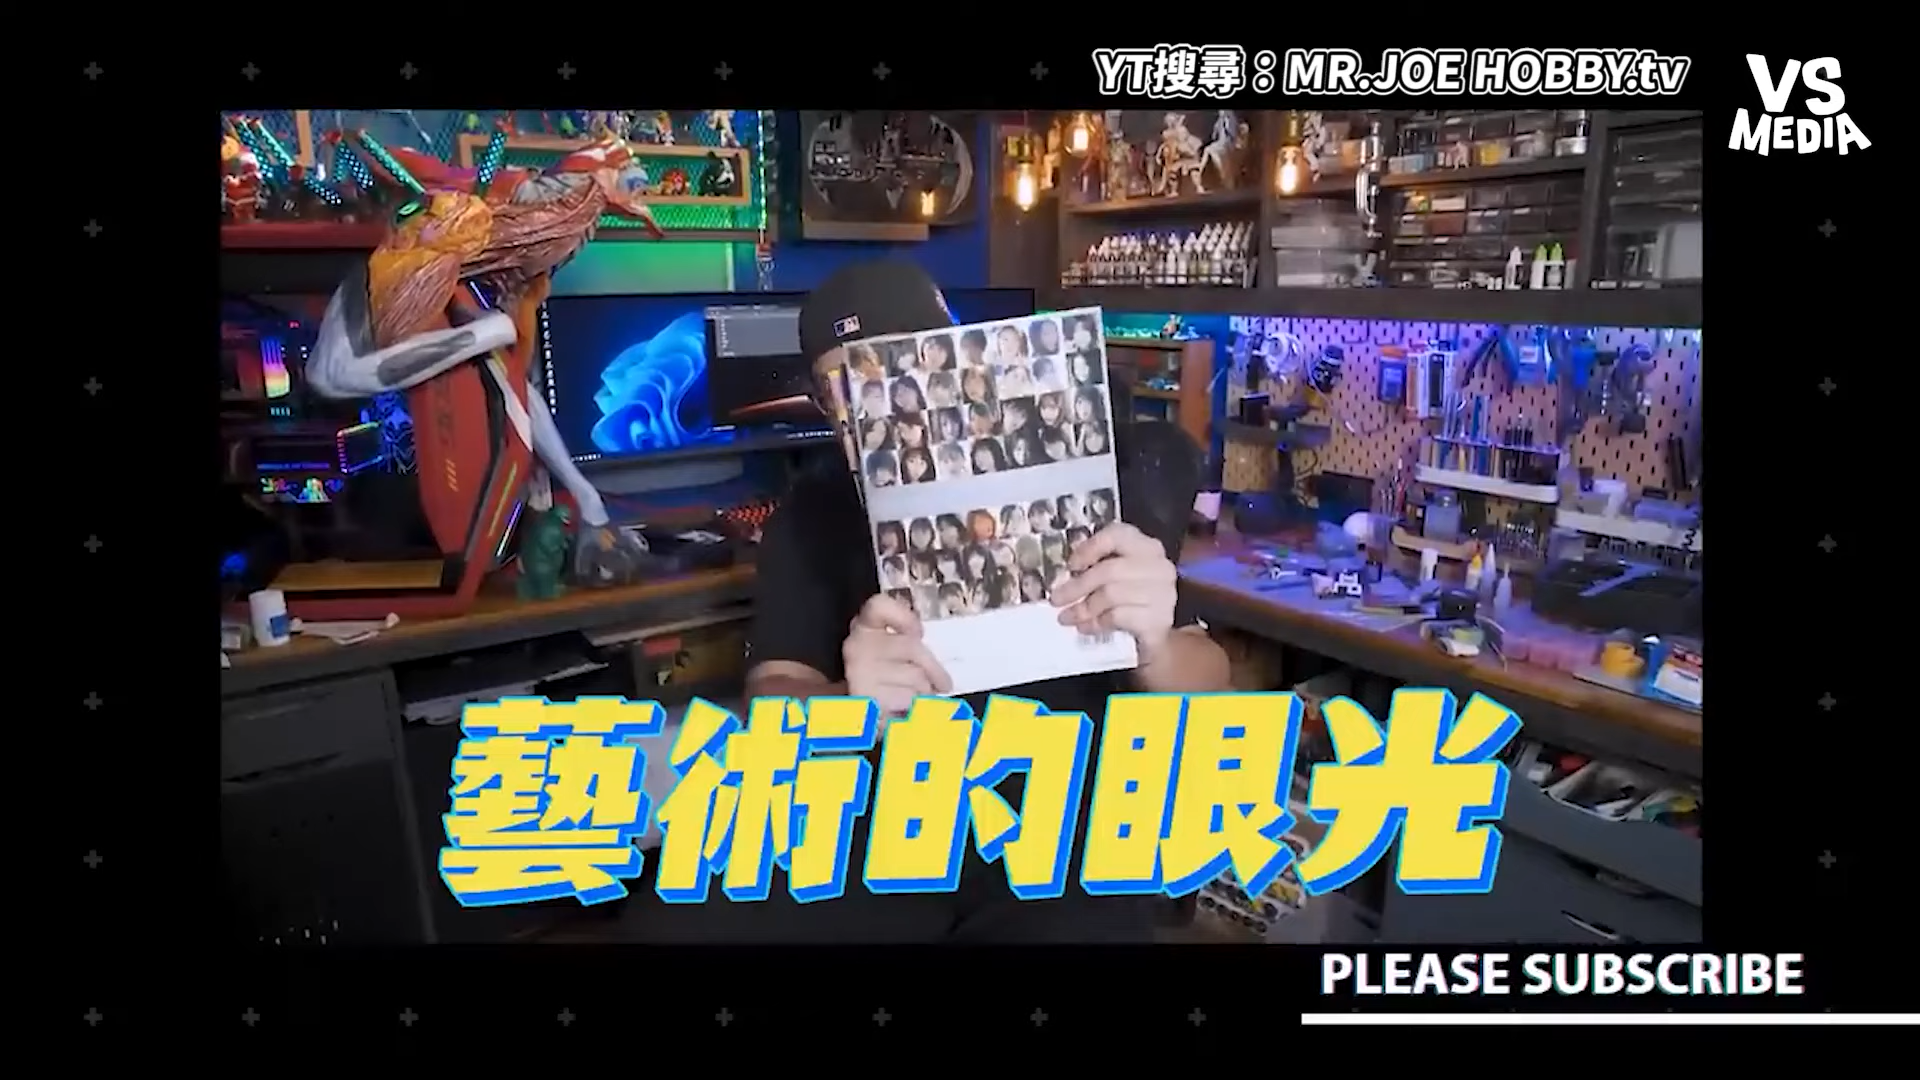 YT搜尋：MR.JOE HOBBY.tv
VS
MEDIA
藝術的眼光
PLEASE SUBSCRIBE